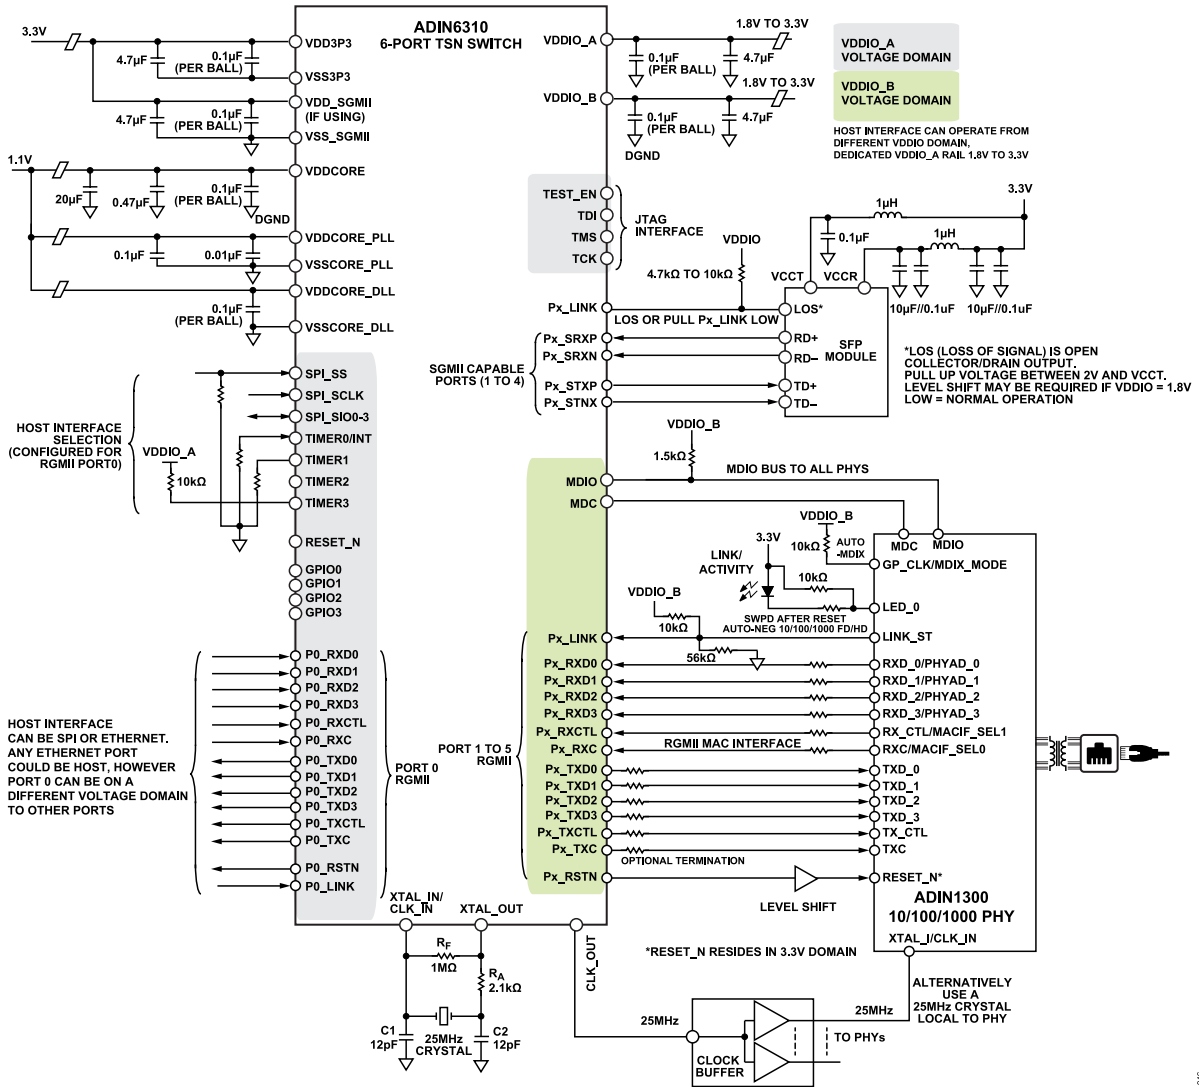 ADIN6310
6-PORT TSN SWITCH
3.3V
4.7µF
0.1µF
(PER BALL)
VDD3P3
VSS3P3
4.7µF
0.1µF
(PER BALL)
VDD_SGMII
(IF USING)
VSS_SGMII
1.1V
20µF
0.47µF
0.1µF
(PER BALL)
DGND
VDDCORE
0.1µF
0.01µF
VDDCORE_PLL
VSSCORE_PLL
0.1µF
(PER BALL)
VDDCORE_DLL
VSSCORE_DLL
HOST INTERFACE
SELECTION
(CONFIGURED FOR
RGMII PORT0)
VDDIO_A
10kΩ
SPI_SS
SPI_SCLK
SPI_SIO0-3
TIMER0/INT
TIMER1
TIMER2
TIMER3
RESET_N
GPIO0
GPIO1
GPIO2
GPIO3
HOST INTERFACE
CAN BE SPI OR ETHERNET.
ANY ETHERNET PORT
COULD BE HOST, HOWEVER
PORT 0 CAN BE ON A
DIFFERENT VOLTAGE DOMAIN
TO OTHER PORTS
P0_RXD0
P0_RXD1
P0_RXD2
P0_RXD3
P0_RXCTL
P0_RXC
P0_TXD0
P0_TXD1
P0_TXD2
P0_TXD3
P0_TXCTL
P0_TXC
P0_RSTN
P0_LINK
PORT 0
RGMII
VDDIO_A
0.1µF
(PER BALL)
4.7µF
1.8V TO 3.3V
VDDIO_B
0.1µF
(PER BALL)
4.7µF
1.8V TO 3.3V
DGND
VDDIO_A
VOLTAGE DOMAIN
VDDIO_B
VOLTAGE DOMAIN
HOST INTERFACE CAN OPERATE FROM
DIFFERENT VDDIO DOMAIN,
DEDICATED VDDIO_A RAIL 1.8V TO 3.3V
TEST_EN
TDI
TMS
TCK
JTAG
INTERFACE
VDDIO
4.7kΩ TO 10kΩ
Px_LINK
LOS OR PULL Px_LINK LOW
SGMII CAPABLE
PORTS (1 TO 4)
Px_SRXP
Px_SRXN
Px_STXP
Px_STNX
3.3V
1µH
0.1µF
1µH
10µF//0.1uF
10µF//0.1uF
VCCT
VCCR
LOS*
RD+
RD–
TD+
TD–
SFP
MODULE
*LOS (LOSS OF SIGNAL) IS OPEN
COLLECTOR/DRAIN OUTPUT.
PULL UP VOLTAGE BETWEEN 2V AND VCCT.
LEVEL SHIFT MAY BE REQUIRED IF VDDIO = 1.8V
LOW = NORMAL OPERATION
VDDIO_B
1.5kΩ
MDIO BUS TO ALL PHYS
MDIO
MDC
VDDIO_B
10kΩ
AUTO
-MDIX
3.3V
LINK/
ACTIVITY
10kΩ
SWPD AFTER RESET
AUTO-NEG 10/100/1000 FD/HD
VDDIO_B
10kΩ
56kΩ
PORT 1 TO 5
RGMII
Px_LINK
Px_RXD0
Px_RXD1
Px_RXD2
Px_RXD3
Px_RXCTL
Px_RXC
Px_TXD0
Px_TXD1
Px_TXD2
Px_TXD3
Px_TXCTL
Px_TXC
Px_RSTN
RGMII MAC INTERFACE
OPTIONAL TERMINATION
LEVEL SHIFT
MDC
MDIO
GP_CLK/MDIX_MODE
LED_0
LINK_ST
RXD_0/PHYAD_0
RXD_1/PHYAD_1
RXD_2/PHYAD_2
RXD_3/PHYAD_3
RX_CTL/MACIF_SEL1
RXC/MACIF_SEL0
TXD_0
TXD_1
TXD_2
TXD_3
TX_CTL
TXC
RESET_N*
ADIN1300
10/100/1000 PHY
XTAL_I/CLK_IN
*RESET_N RESIDES IN 3.3V DOMAIN
XTAL_IN/
CLK_IN
XTAL_OUT
CLK_OUT
RF
1MΩ
RA
2.1kΩ
C1
12pF
25MHz
CRYSTAL
C2
12pF
25MHz
CLOCK
BUFFER
TO PHYs
25MHz
ALTERNATIVELY
USE A
25MHz CRYSTAL
LOCAL TO PHY